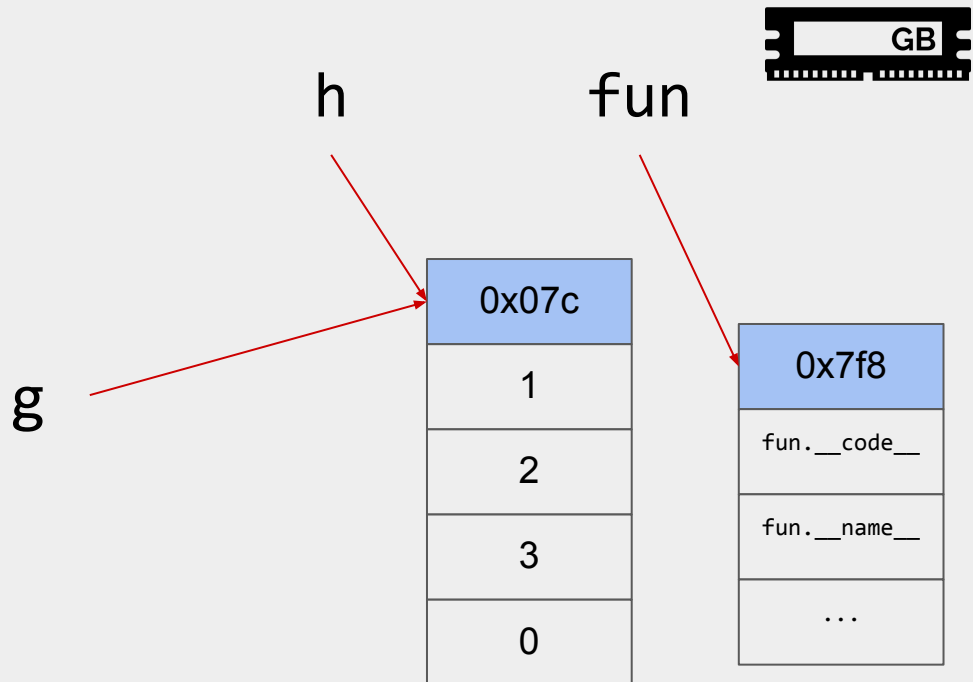 GB
h
fun
g
0x07c
1
2
3
0
0x7f8
fun.__code__
fun.__name__
...